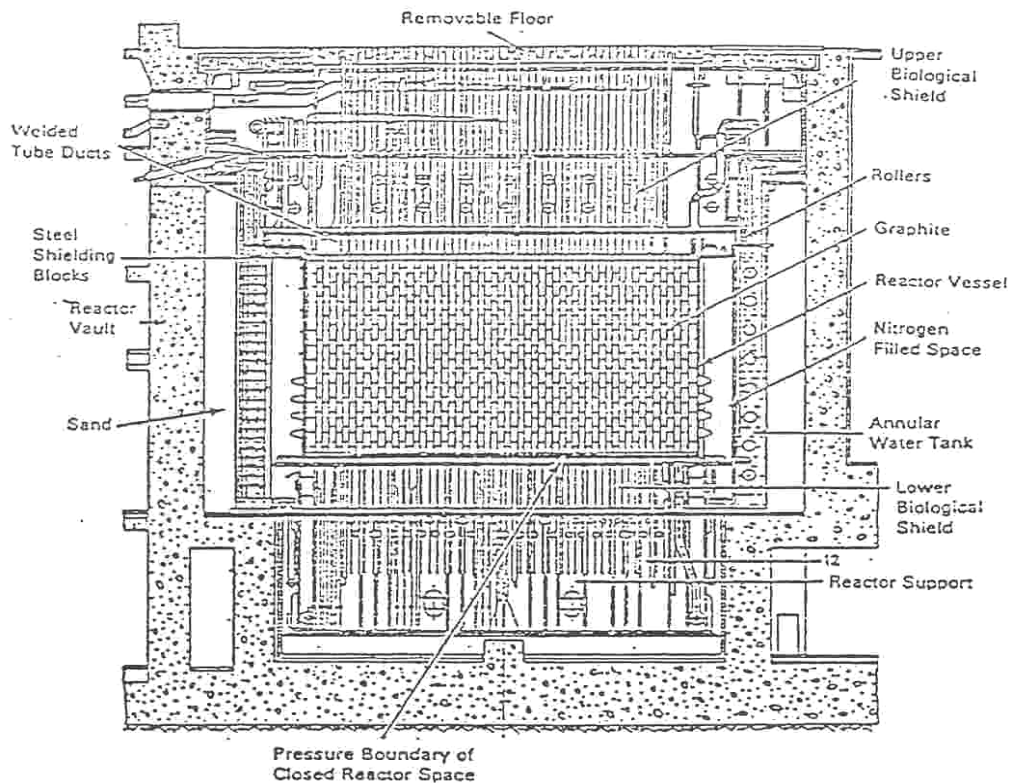 Removable Floor
Upper
Biological
Shield
Welded
Tube Ducts
Rollers
Steel
Shielding
Blocks
Graphite
Reactor Vessel
Reactor
Vault
Nitrogen
Filled Space
Sand
Annular
Water Tank
Lower
Biological
Shield
12
Reactor Support
Pressure Boundary of
Closed Reactor Space